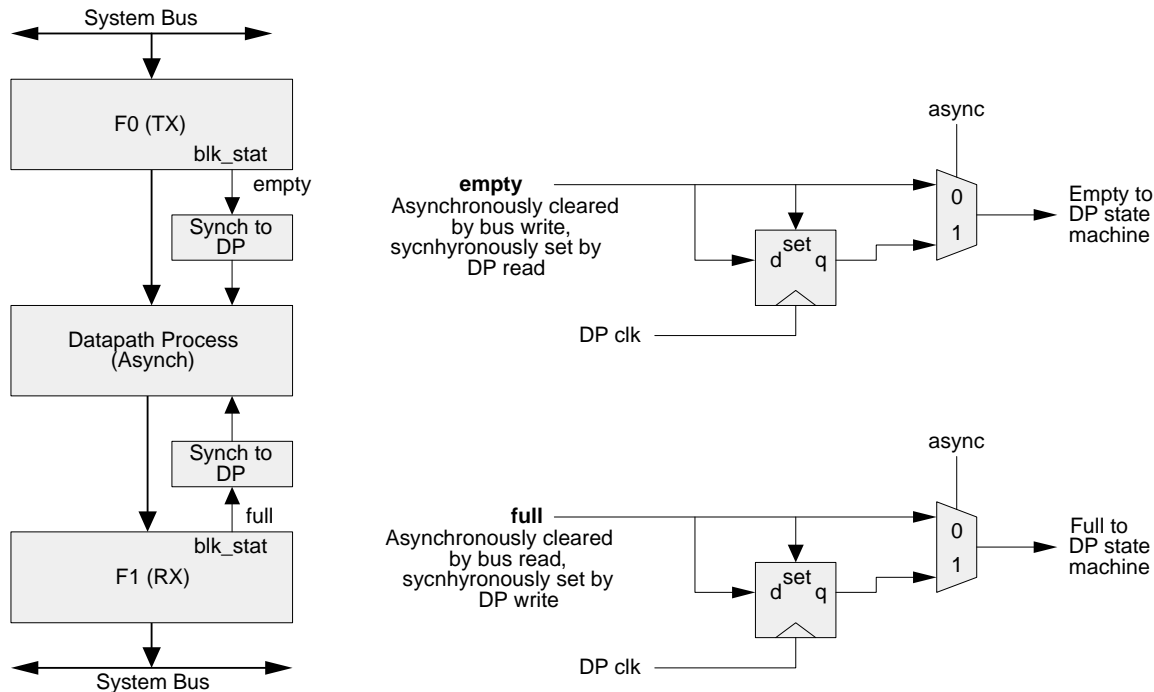 System Bus
F0 (TX)
blk_stat
empty
Synch to
DP
Datapath Process
(Asynch)
Synch to
DP
full
blk_stat
F1 (RX)
System Bus
async
empty
Asynchronously cleared
by bus write,
sycnhyronously set by
DP read
set
d q
DP clk
0
1
Empty to
DP state
machine
async
full
Asynchronously cleared
by bus read,
sycnhyronously set by
DP write
set
d q
DP clk
0
1
Full to
DP state
machine